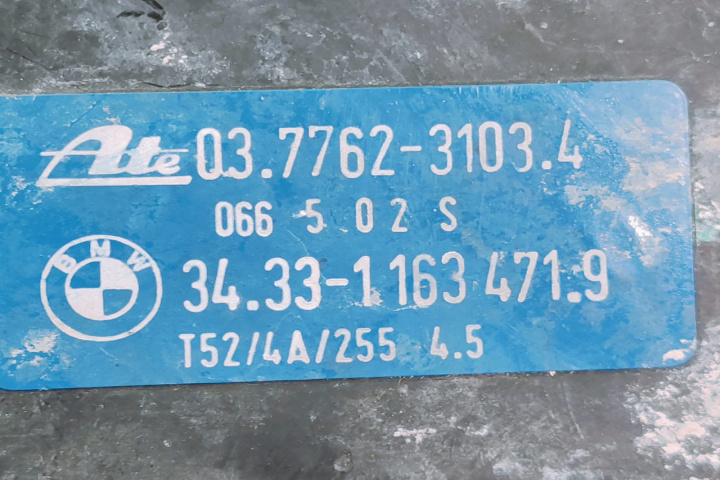 Ate 03.7762-3103.4
066 5 02 S
BMW 34.33-1 163 471.9
T52/4A/255 4.5